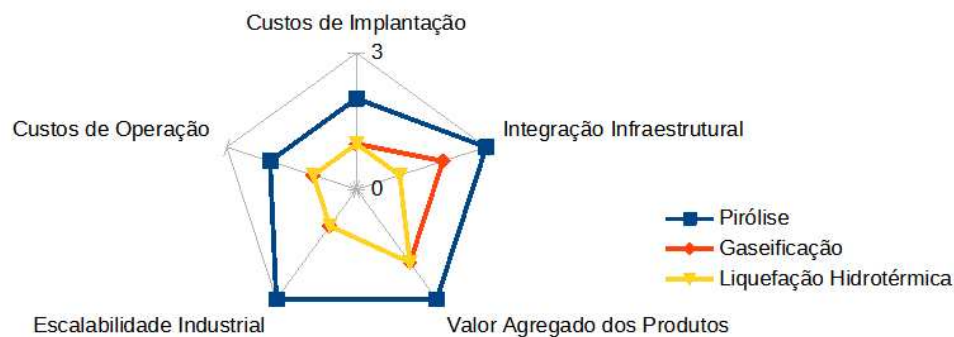 Custos de Implantação
3
Custos de Operação
Integração Infraestrutural
0
Pirólise
Gaseificação
Liquefação Hidrotérmica
Escalabilidade Industrial
Valor Agregado dos Produtos